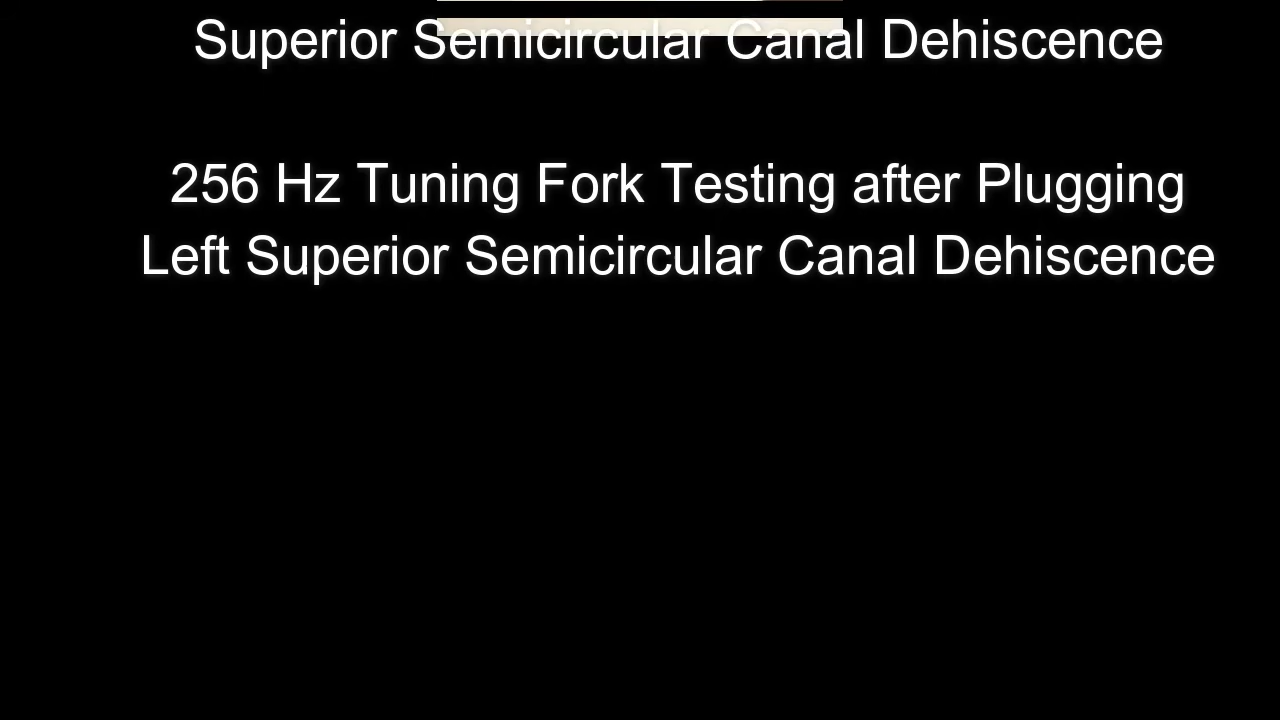 Superior Semicircular Canal Dehiscence
256 Hz Tuning Fork Testing after Plugging
Left Superior Semicircular Canal Dehiscence